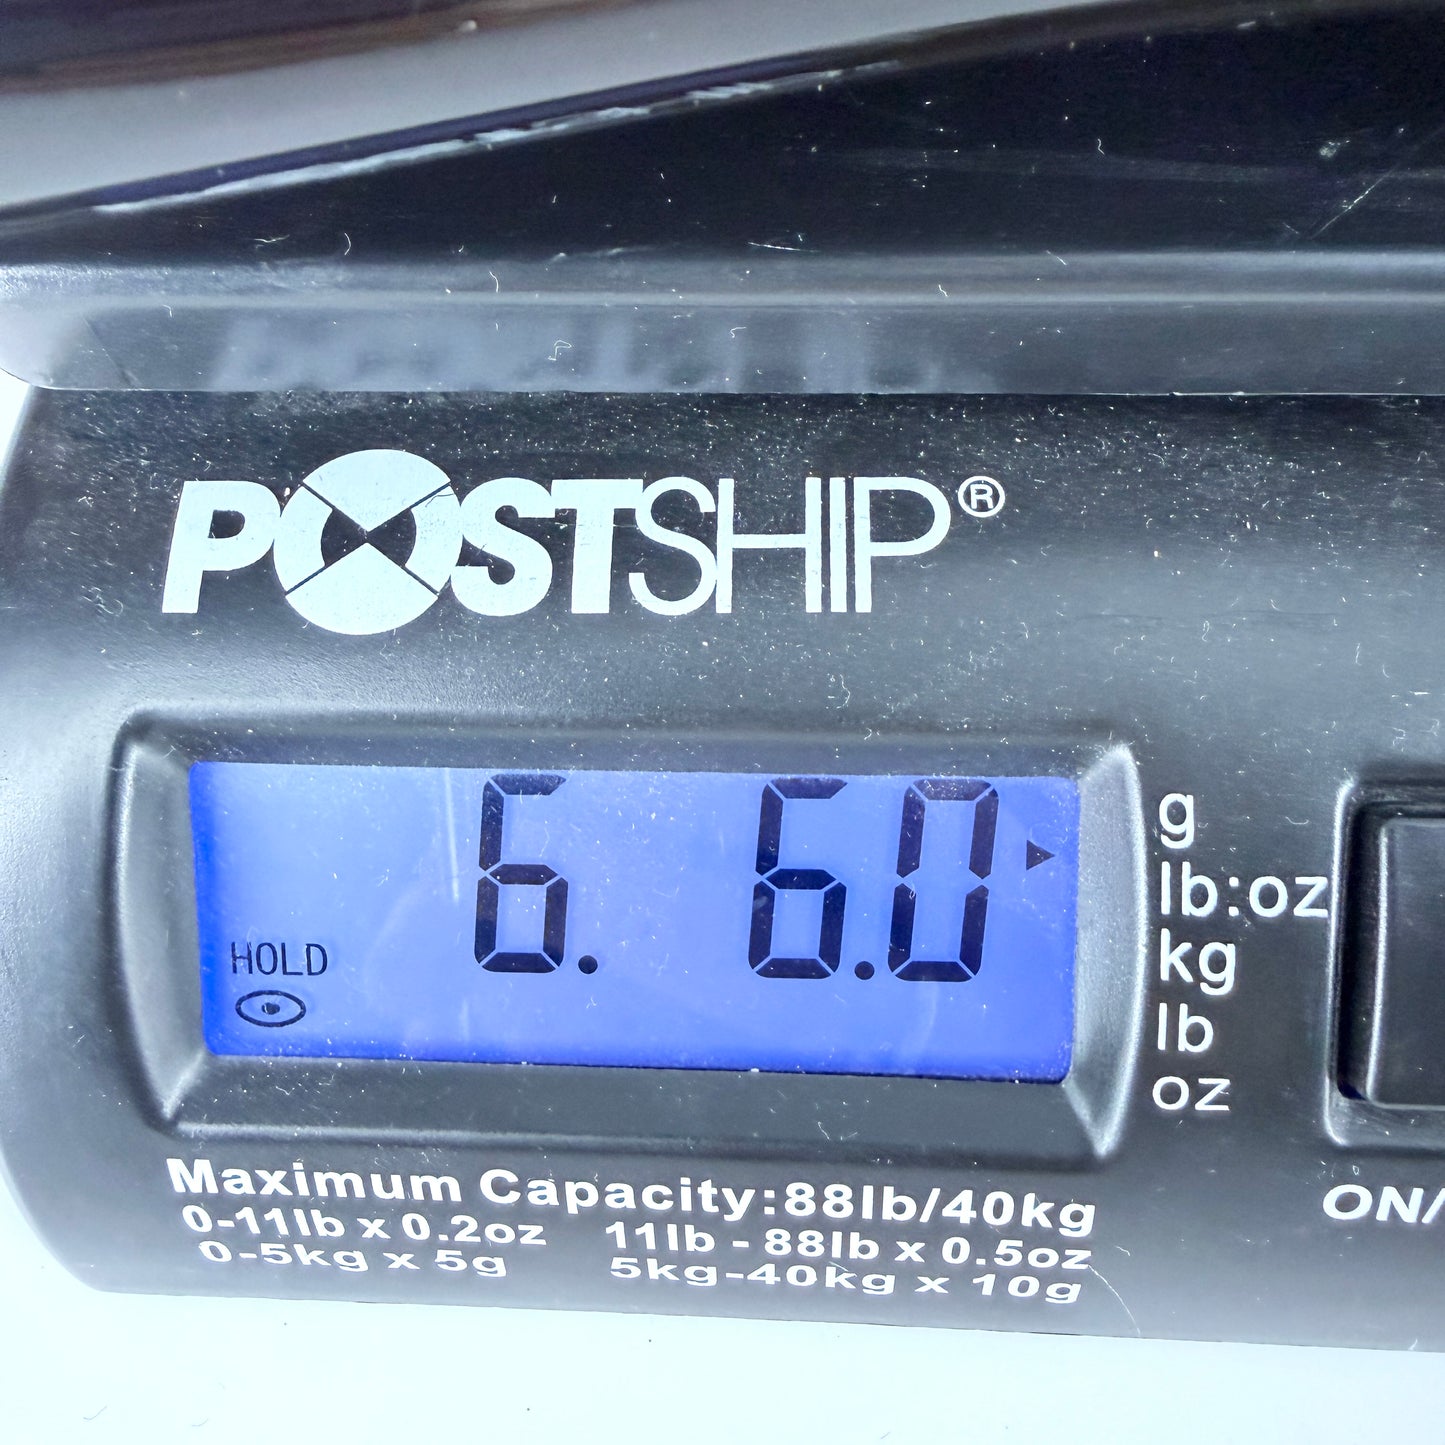 POSTSHIP®
6. 6.0
HOLD
g
lb:oz
kg
lb
oz
Maximum Capacity:88lb/40kg
0-11lb x 0.2oz 11lb - 88lb x 0.5oz
0-5kg x 5g 5kg-40kg x 10g
ON/